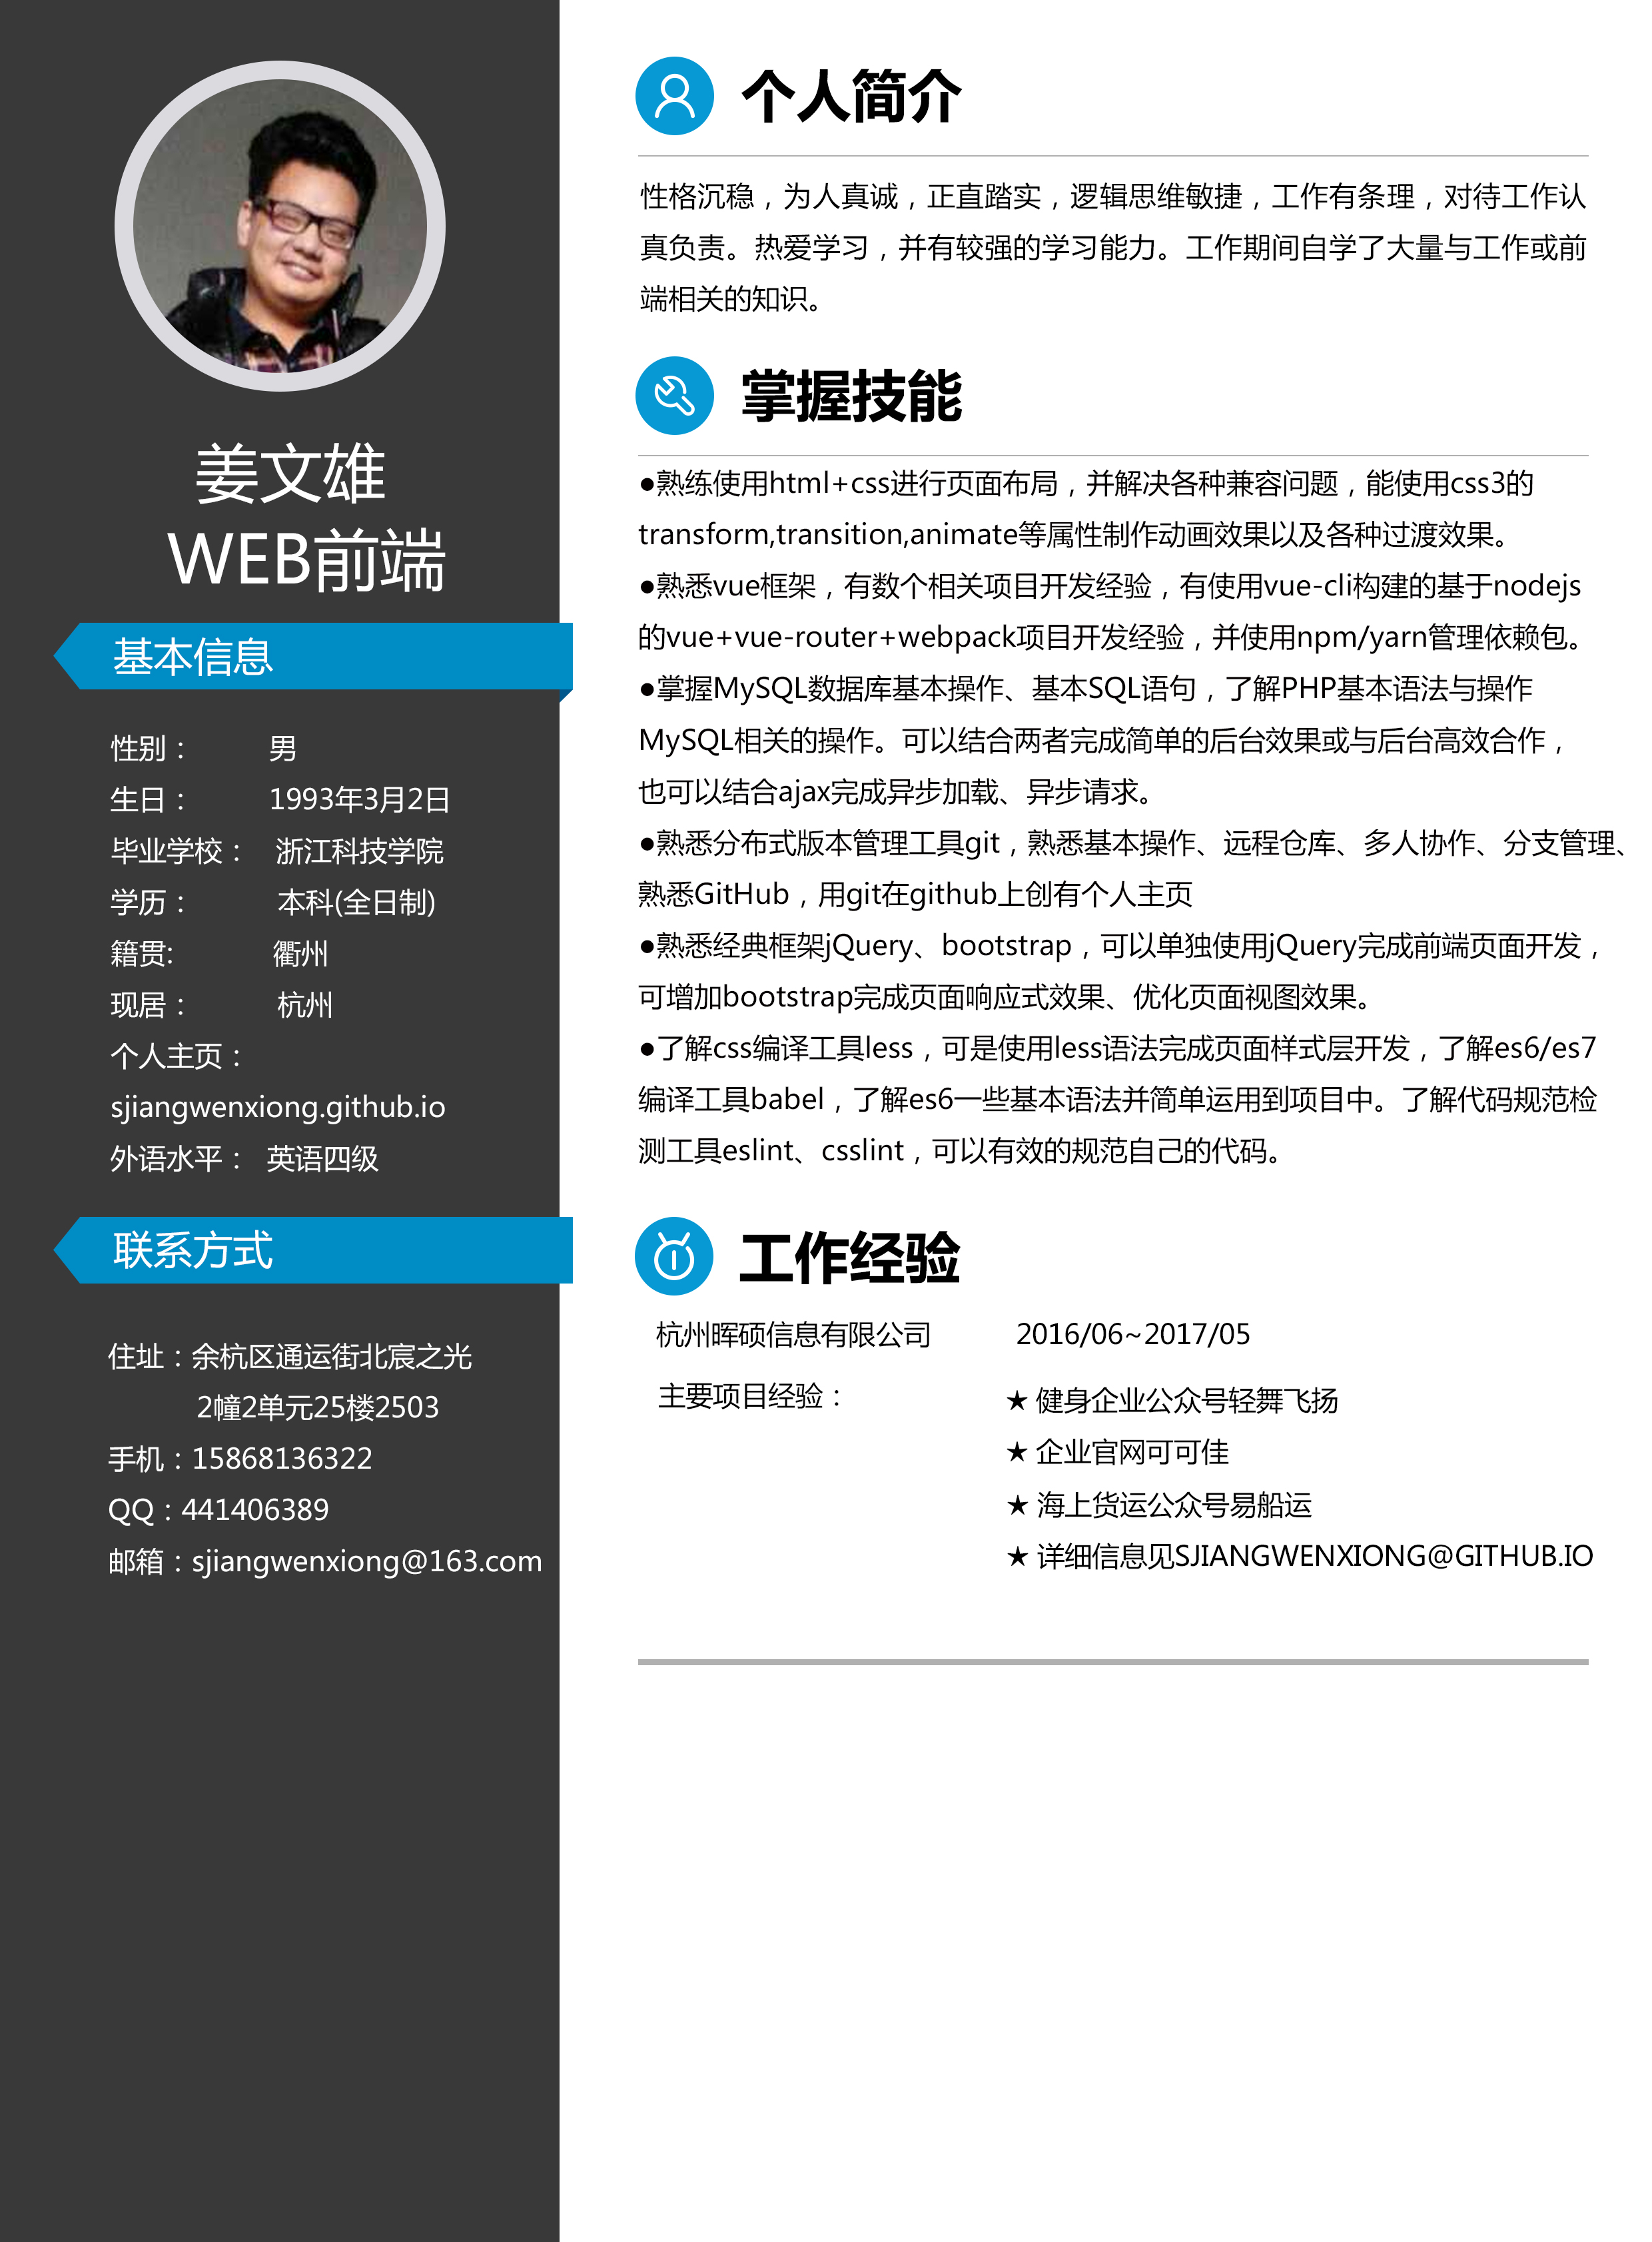 姜文雄
WEB前端
基本信息
性别： 男
生日： 1993年3月2日
毕业学校： 浙江科技学院
学历： 本科(全日制)
籍贯: 衢州
现居： 杭州
个人主页：
sjiangwenxiong.github.io
外语水平： 英语四级
联系方式
住址：余杭区通运街北宸之光
2幢2单元25楼2503
手机：15868136322
QQ：441406389
邮箱：sjiangwenxiong@163.com
个人简介
性格沉稳，为人真诚，正直踏实，逻辑思维敏捷，工作有条理，对待工作认
真负责。热爱学习，并有较强的学习能力。工作期间自学了大量与工作或前
端相关的知识。
掌握技能
●熟练使用html+css进行页面布局，并解决各种兼容问题，能使用css3的
transform,transition,animate等属性制作动画效果以及各种过渡效果。
●熟悉vue框架，有数个相关项目开发经验，有使用vue-cli构建的基于nodejs
的vue+vue-router+webpack项目开发经验，并使用npm/yarn管理依赖包。
●掌握MySQL数据库基本操作、基本SQL语句，了解PHP基本语法与操作
MySQL相关的操作。可以结合两者完成简单的后台效果或与后台高效合作，
也可以结合ajax完成异步加载、异步请求。
●熟悉分布式版本管理工具git，熟悉基本操作、远程仓库、多人协作、分支管理、
熟悉GitHub，用git在github上创有个人主页
●熟悉经典框架jQuery、bootstrap，可以单独使用jQuery完成前端页面开发，
可增加bootstrap完成页面响应式效果、优化页面视图效果。
●了解css编译工具less，可是使用less语法完成页面样式层开发，了解es6/es7
编译工具babel，了解es6一些基本语法并简单运用到项目中。了解代码规范检
测工具eslint、csslint，可以有效的规范自己的代码。
工作经验
杭州晖硕信息有限公司 2016/06~2017/05
主要项目经验： ★ 健身企业公众号轻舞飞扬
★ 企业官网可可佳
★ 海上货运公众号易船运
★ 详细信息见SJIANGWENXIONG@GITHUB.IO